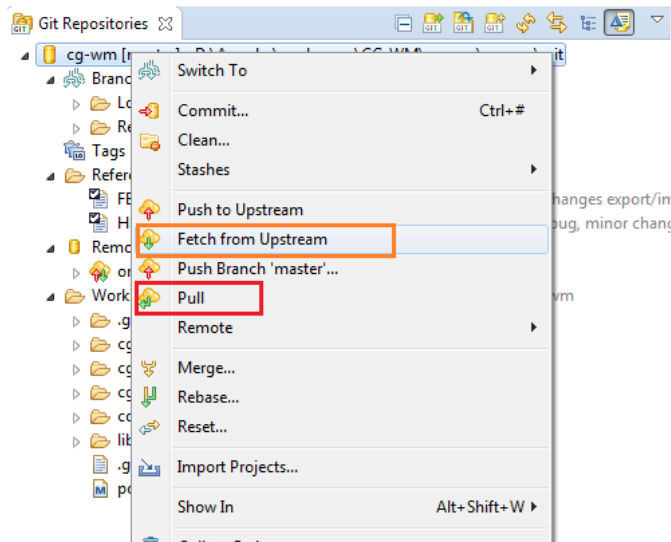 Git Repositories
cg-wm
Switch To
Commit... Ctrl+#
Clean...
Tags
Stashes
Push to Upstream
hanges export/im
Fetch from Upstream
bug, minor chang
Push Branch 'master'...
Work
Pull
wm
Remote
Merge...
Rebase...
Reset...
Import Projects...
Show In Alt+Shift+W